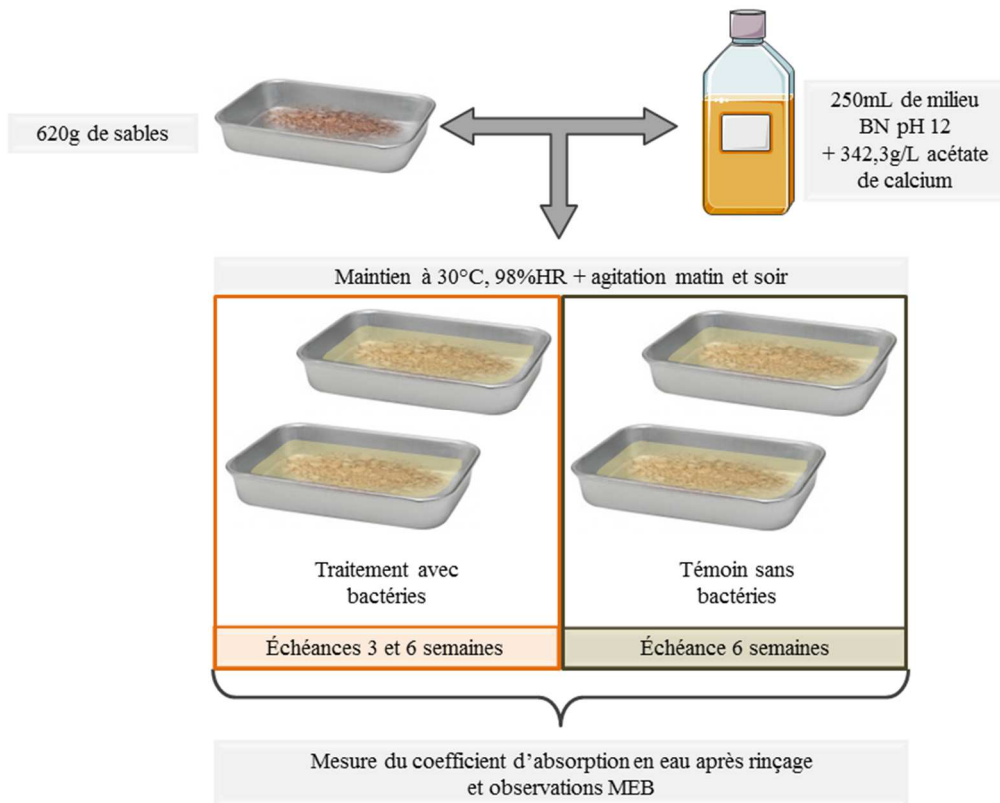 620g de sables
250mL de milieu
BN pH 12
+ 342,3g/L acétate
de calcium
Maintien à 30°C, 98%HR + agitation matin et soir
Traitement avec
bactéries
Témoin sans
bactéries
Échéances 3 et 6 semaines
Échéance 6 semaines
Mesure du coefficient d'absorption en eau après rinçage
et observations MEB